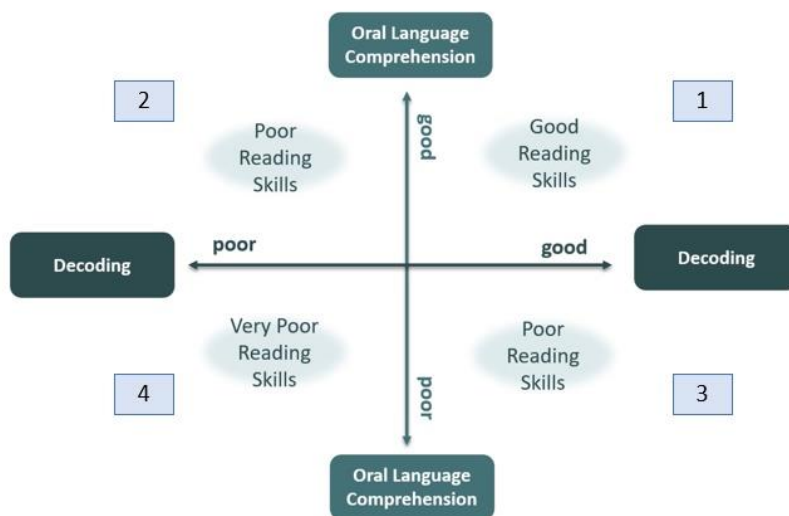 Oral Language
Comprehension
2
1
Poor
Reading
Skills
good
Good
Reading
Skills
Decoding
poor
good
Decoding
Very Poor
Reading
Skills
poor
Poor
Reading
Skills
4
3
Oral Language
Comprehension